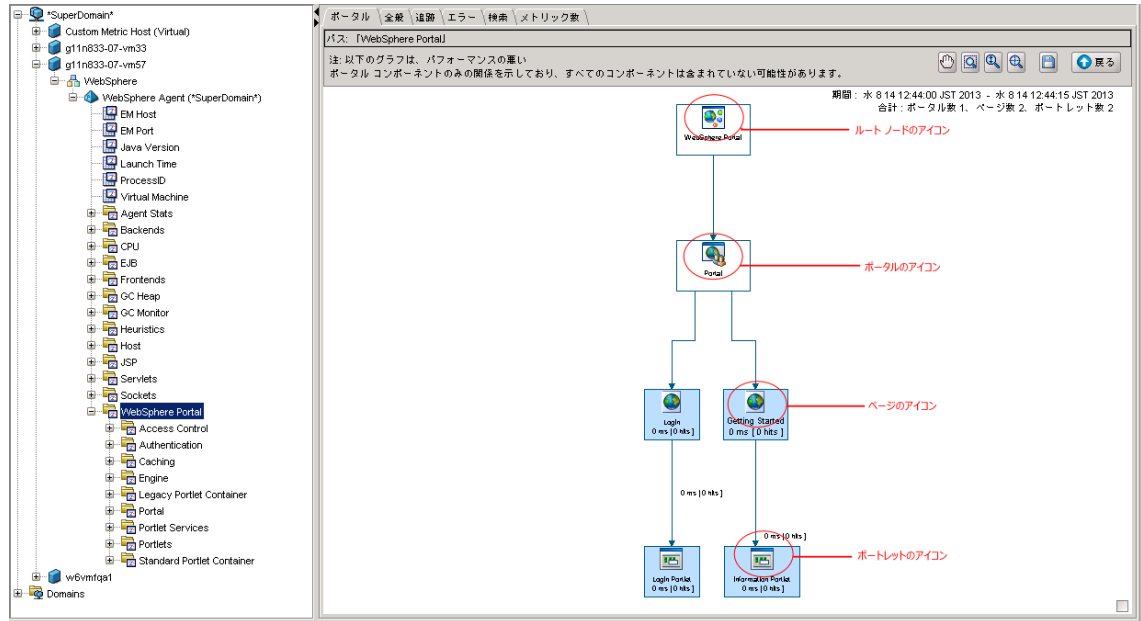 *SuperDomain*
Custom Metric Host (Virtual)
g11n833-07-vm33
g11n833-07-vm57
WebSphere
WebSphere Agent (*SuperDomain*)
EM Host
EM Port
Java Version
Launch Time
ProcessID
Virtual Machine
Agent Stats
Backends
CPU
EJB
Frontends
GC Heap
GC Monitor
Heuristics
Host
JSP
Servlets
Sockets
WebSphere Portal
Access Control
Authentication
Caching
Engine
Legacy Portlet Container
Portal
Portlet Services
Portlets
Standard Portlet Container
w6vmfqa1
Domains
ポータル 全般 追跡 エラー 検索 メトリック数
パス: 「WebSphere Portal」
注: 以下のグラフは、パフォーマンスの悪い
ポータル コンポーネントのみの関係を示しており、すべてのコンポーネントは含まれていない可能性があります。
戻る
期間: 水 8 14 12:44:00 JST 2013 - 水 8 14 12:44:15 JST 2013
合計: ポータル数 1、 ページ数 2、 ポートレット数 2
WebSphere Portal
ルート ノードのアイコン
Portal
ポータルのアイコン
Login
0 ms [0 hits]
Getting Started
0 ms [0 hits]
ページのアイコン
0 ms [0 hits]
0 ms [0 hits]
Login Portlet
0 ms [0 hits]
Information Portlet
0 ms [0 hits]
ポートレットのアイコン